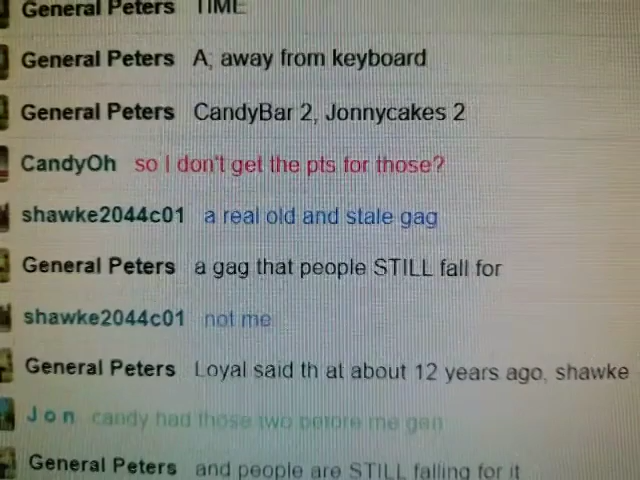 General Peters TIME
General Peters A, away from keyboard
General Peters CandyBar 2, Jonnycakes 2
CandyOh so I don't get the pts for those?
shawke2044c01 a real old and stale gag
General Peters a gag that people STILL fall for
shawke2044c01 not me
General Peters Loyal said th at about 12 years ago, shawke
Jon candy had those two before me gen
General Peters and people are STILL falling for it